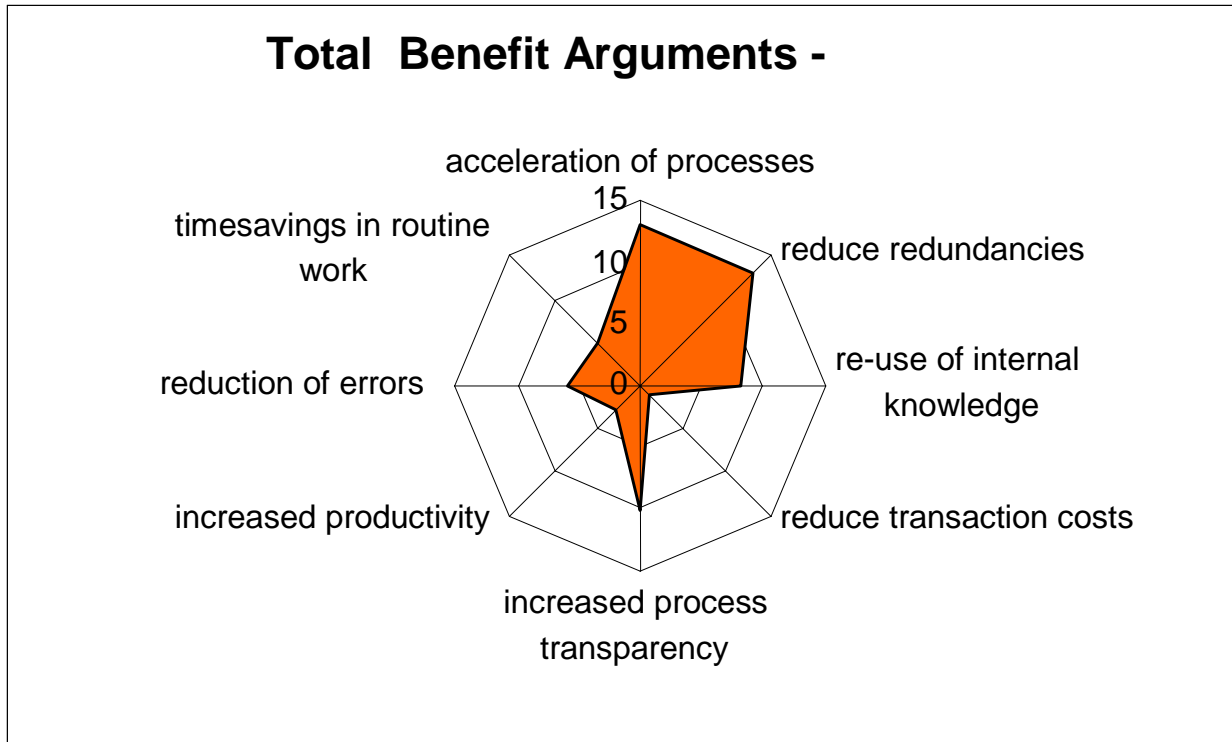 Total  Benefit Arguments -
acceleration of processes
15
timesavings in routine
work
reduce redundancies
10
5
re-use of internal
knowledge
reduction of errors
0
increased productivity
reduce transaction costs
increased process
transparency